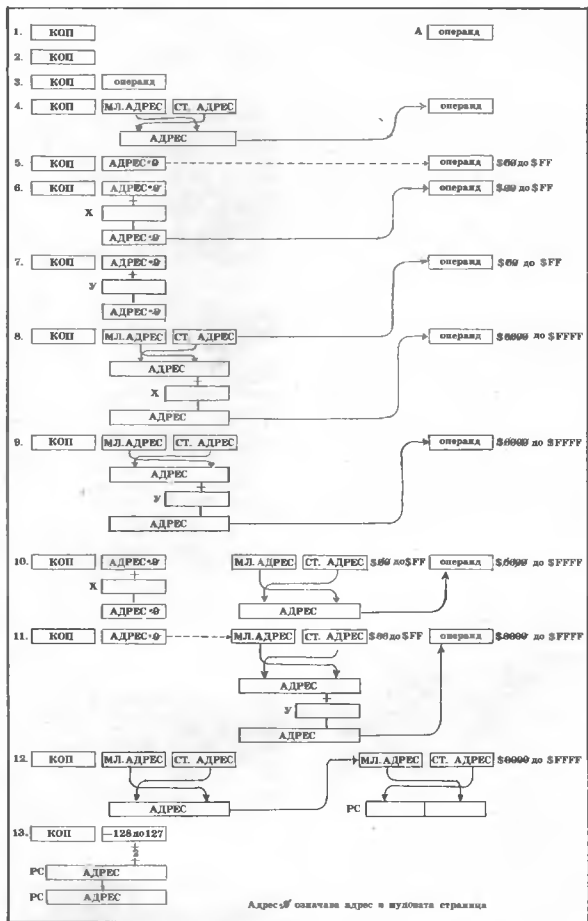 1. КОП А операнд
2. КОП
3. КОП операнд
4. КОП МЛ.АДРЕС СТ. АДРЕС операнд
АДРЕС
5. КОП АДРЕС•0 операнд $00 до $FF
6. КОП АДРЕС•0 операнд $00 до $FF
+
X
АДРЕС•0
7. КОП АДРЕС•0 операнд $00 до $FF
+
У
АДРЕС•0
8. КОП МЛ.АДРЕС СТ. АДРЕС операнд $0000 до $FFFF
АДРЕС
+
X
АДРЕС
9. КОП МЛ.АДРЕС СТ. АДРЕС операнд $0000 до $FFFF
АДРЕС
+
У
АДРЕС
10. КОП АДРЕС•0 МЛ.АДРЕС СТ. АДРЕС $00 до $FF операнд $0000 до $FFFF
+
X
АДРЕС•0 АДРЕС
11. КОП АДРЕС•0 МЛ.АДРЕС СТ. АДРЕС $00 до $FF операнд $0000 до $FFFF
АДРЕС
+
У
АДРЕС
12. КОП МЛ.АДРЕС СТ. АДРЕС МЛ.АДРЕС СТ. АДРЕС $0000 до $FFFF
АДРЕС PC
13. КОП −128 до 127
+
2
+
PC АДРЕС
PC АДРЕС
Адрес•0 означава адрес в нулевата страница